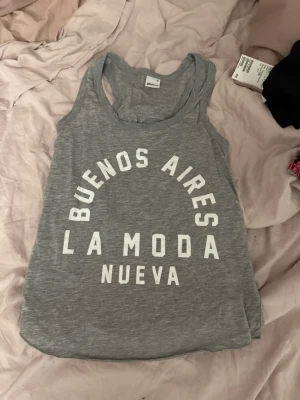 BUENOS AIRES
LA MODA
NUEVA